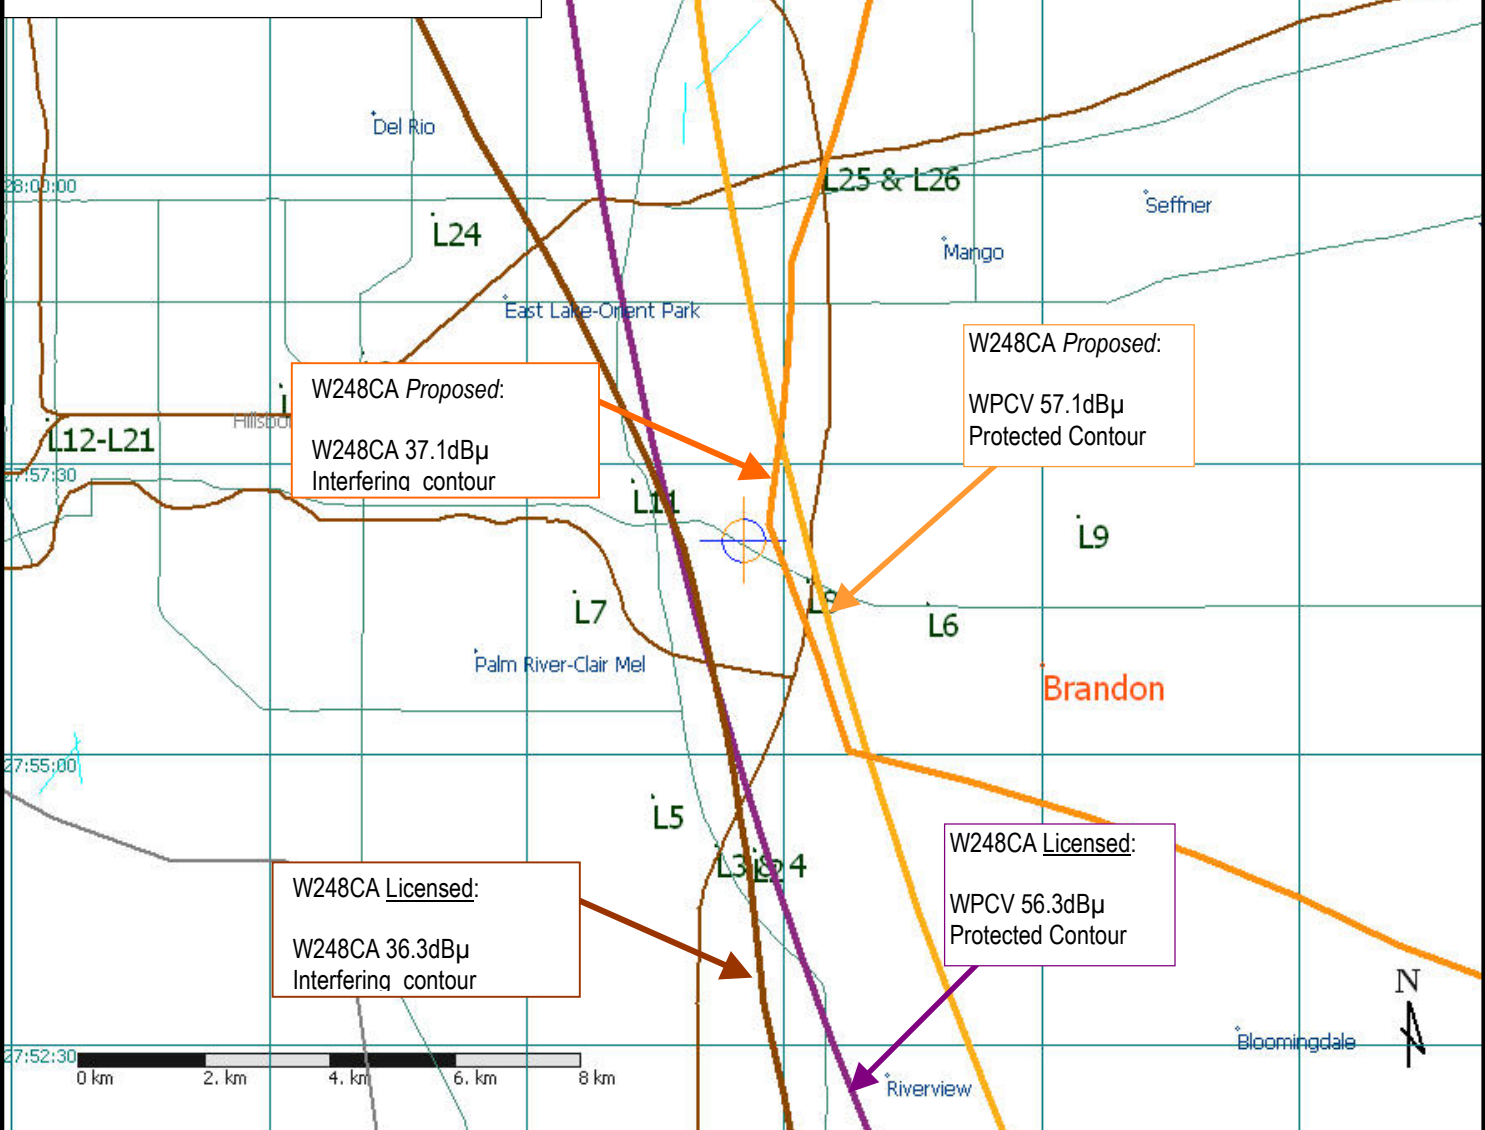 Del Rio
28:00:00
L25 & L26
Seffner
L24
Mango
East Lake-Orient Park
W248CA Proposed:
WPCV 57.1dBµ
Protected Contour
W248CA Proposed:
W248CA 37.1dBµ
Interfering contour
L12-L21
27:57:30
L11
L9
L8
L7
L6
Palm River-Clair Mel
Brandon
27:55:00
L5
L3 & 4
W248CA Licensed:
WPCV 56.3dBµ
Protected Contour
W248CA Licensed:
W248CA 36.3dBµ
Interfering contour
N
Bloomingdale
27:52:30
0 km
2. km
4. km
6. km
8 km
Riverview